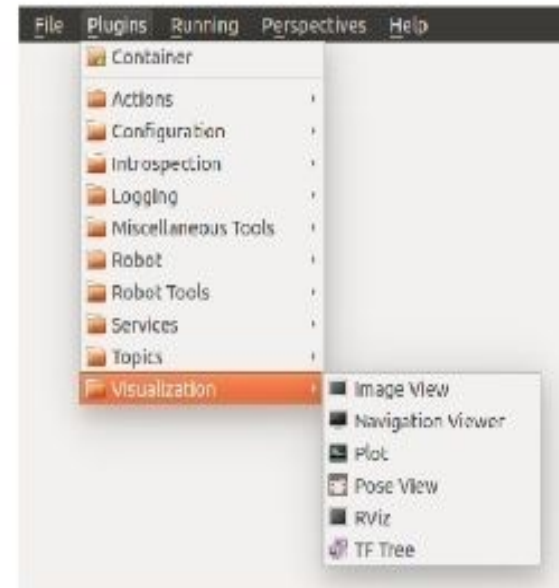 File Plugins Running Perspectives Help
Container
Actions
Configuration
Introspection
Logging
Miscellaneous Tools
Robot
Robot Tools
Services
Topics
Visualization
Image View
Navigation Viewer
Plot
Pose View
RViz
TF Tree